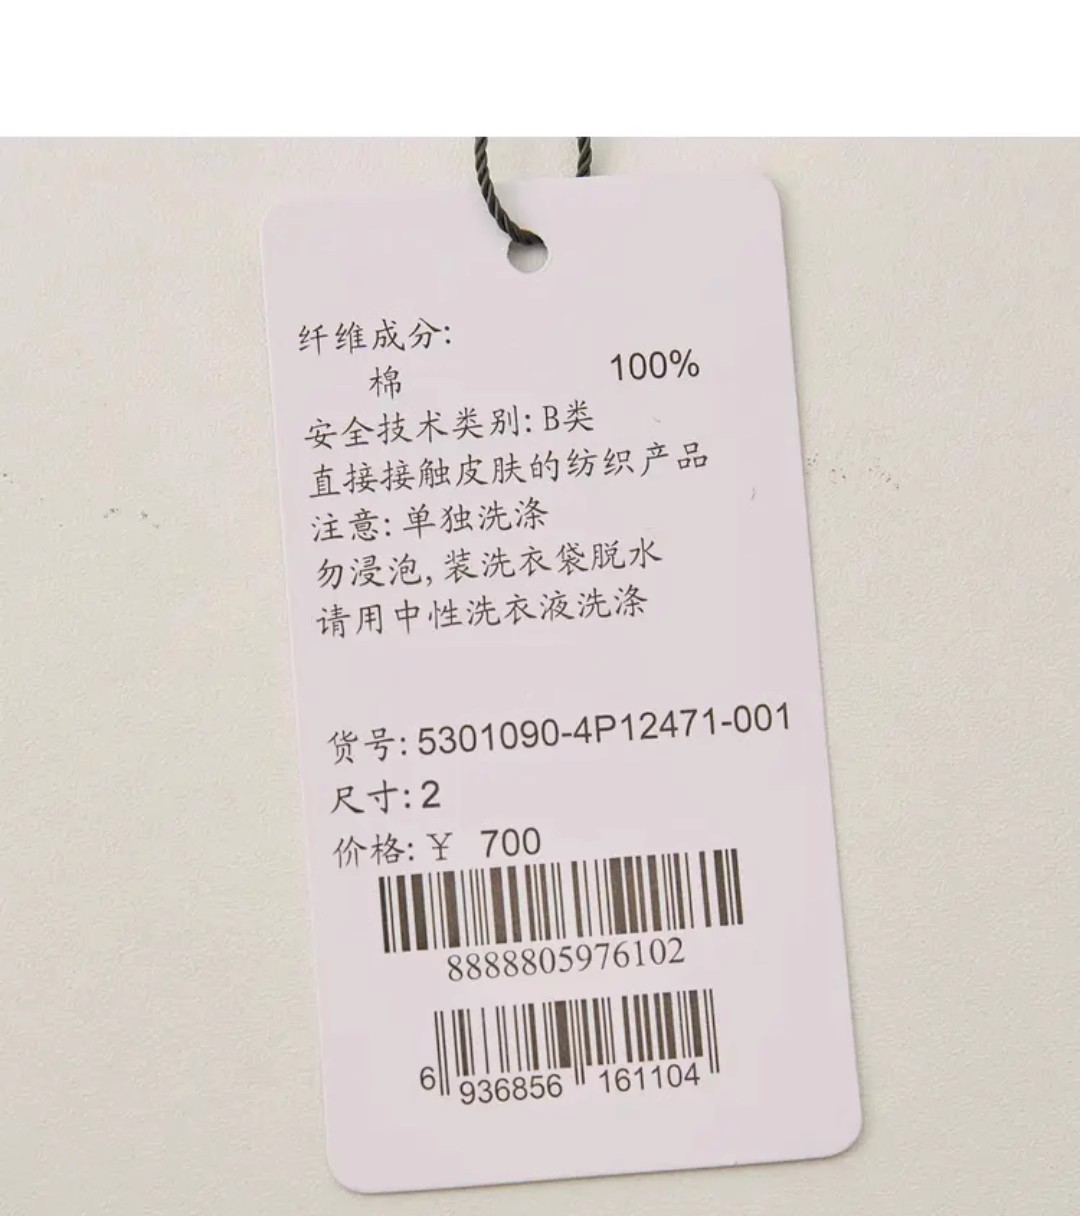 纤维成分:
棉 100%
安全技术类别: B类
直接接触皮肤的纺织产品
注意: 单独洗涤
勿浸泡, 装洗衣袋脱水
请用中性洗衣液洗涤
货号: 5301090-4P12471-001
尺寸: 2
价格: ¥ 700
8888805976102
6 936856 161104